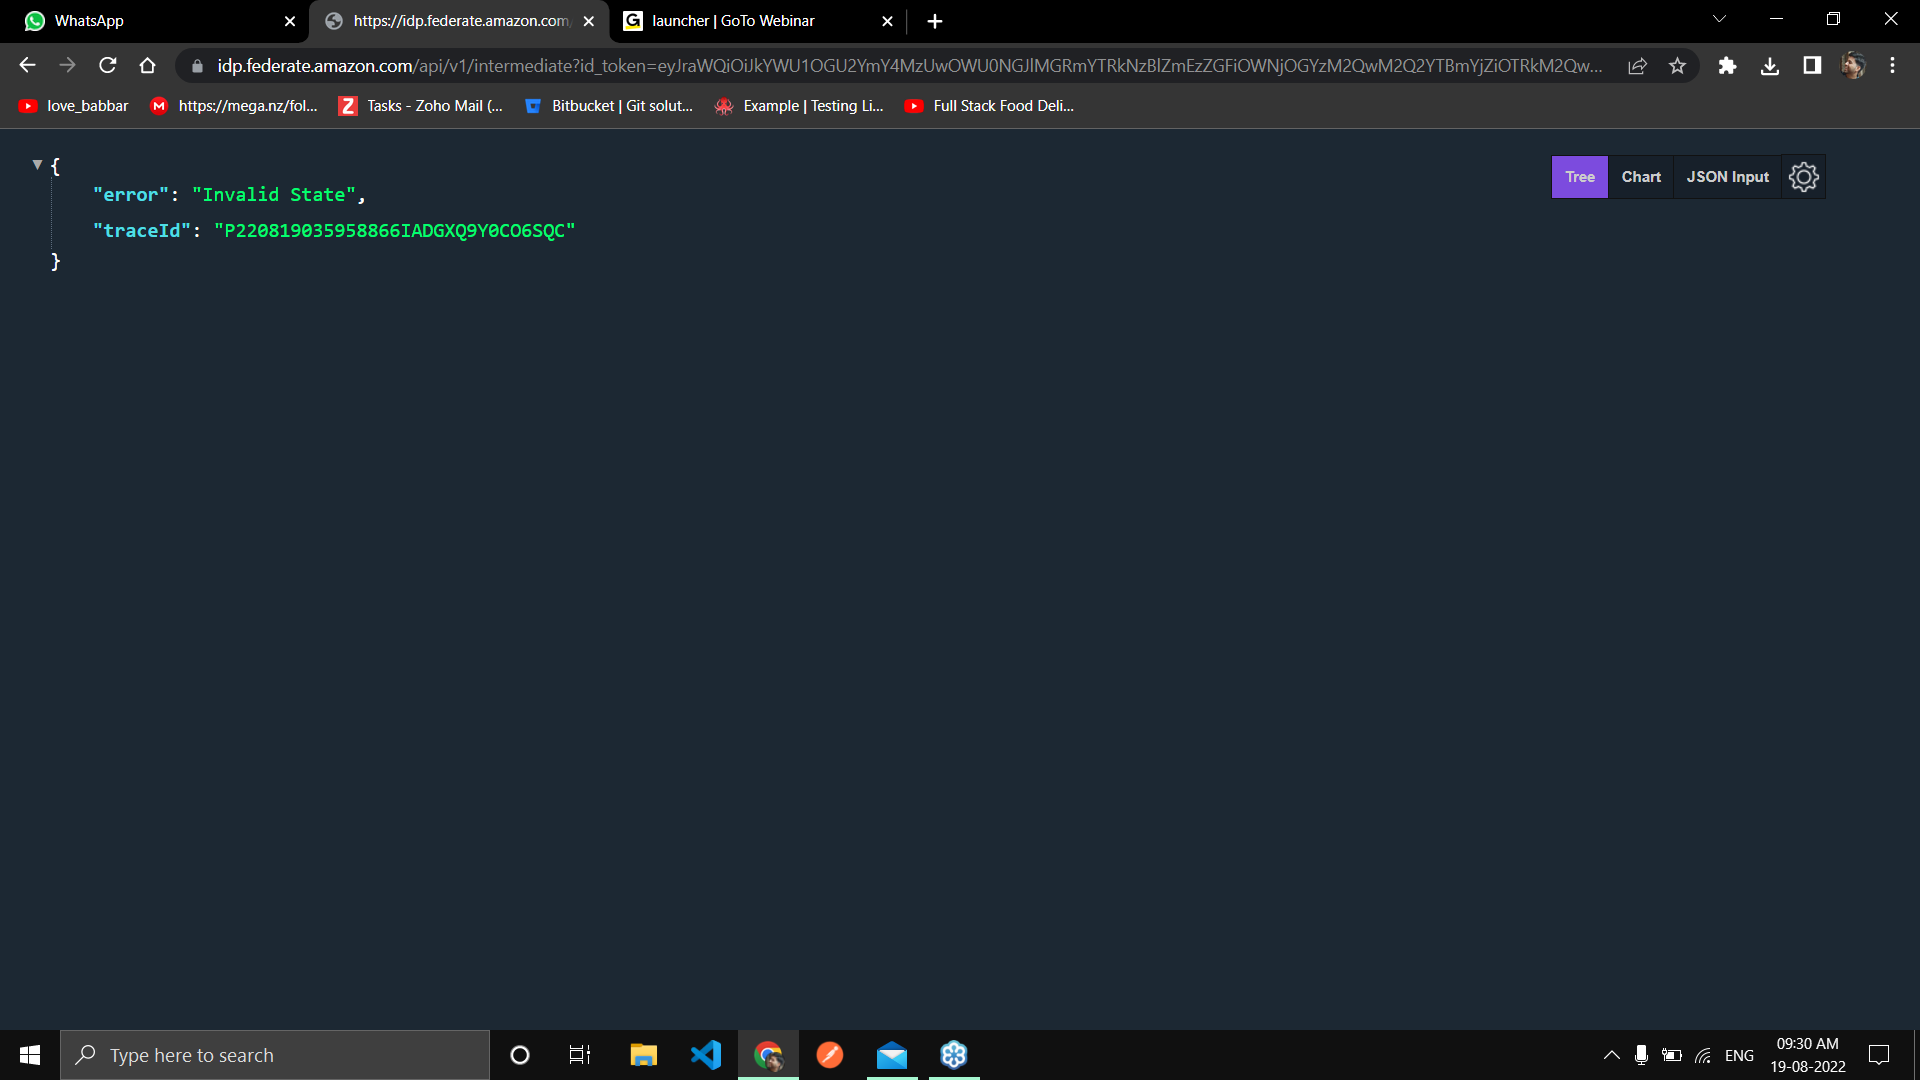 WhatsApp
https://idp.federate.amazon.com/
launcher | GoTo Webinar
idp.federate.amazon.com/api/v1/intermediate?id_token=eyJraWQiOiJkYWU1OGU2YmY4MzUwOWU0NGJlMGRmYTRkNzBlZmEzZGFiOWNjOGYzM2QwM2Q2YTBmYjZiOTRkM2Qw...
love_babbar
https://mega.nz/fol...
Tasks - Zoho Mail (...
Bitbucket | Git solut...
Example | Testing Li...
Full Stack Food Deli...
{
"error": "Invalid State",
"traceId": "P220819035958866IADGXQ9Y0CO6SQC"
}
Tree
Chart
JSON Input
Type here to search
ENG
09:30 AM
19-08-2022